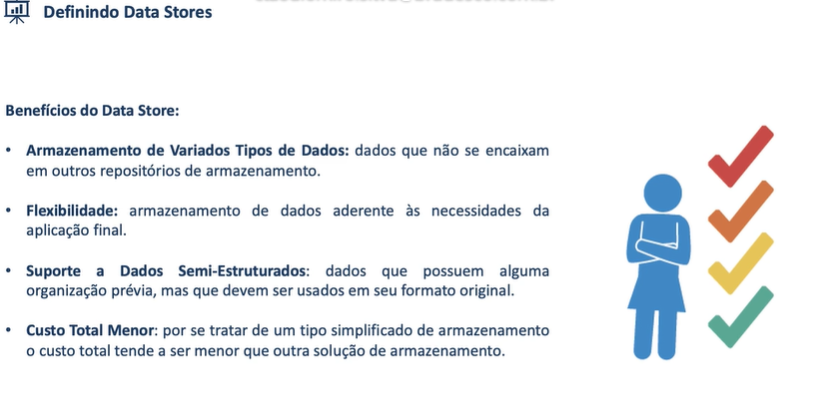 Definindo Data Stores
Benefícios do Data Store:
• Armazenamento de Variados Tipos de Dados: dados que não se encaixam
em outros repositórios de armazenamento.
• Flexibilidade: armazenamento de dados aderente às necessidades da
aplicação final.
• Suporte a Dados Semi-Estruturados: dados que possuem alguma
organização prévia, mas que devem ser usados em seu formato original.
• Custo Total Menor: por se tratar de um tipo simplificado de armazenamento
o custo total tende a ser menor que outra solução de armazenamento.